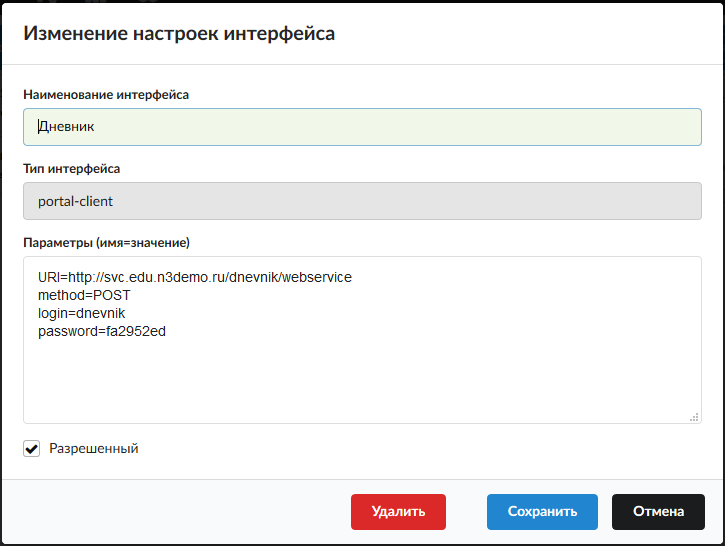 Изменение настроек интерфейса
Наименование интерфейса
Дневник
Тип интерфейса
portal-client
Параметры (имя=значение)
URI=http://svc.edu.n3demo.ru/dnevnik/webservice
method=POST
login=dnevnik
password=fa2952ed
Разрешенный
Удалить
Сохранить
Отмена